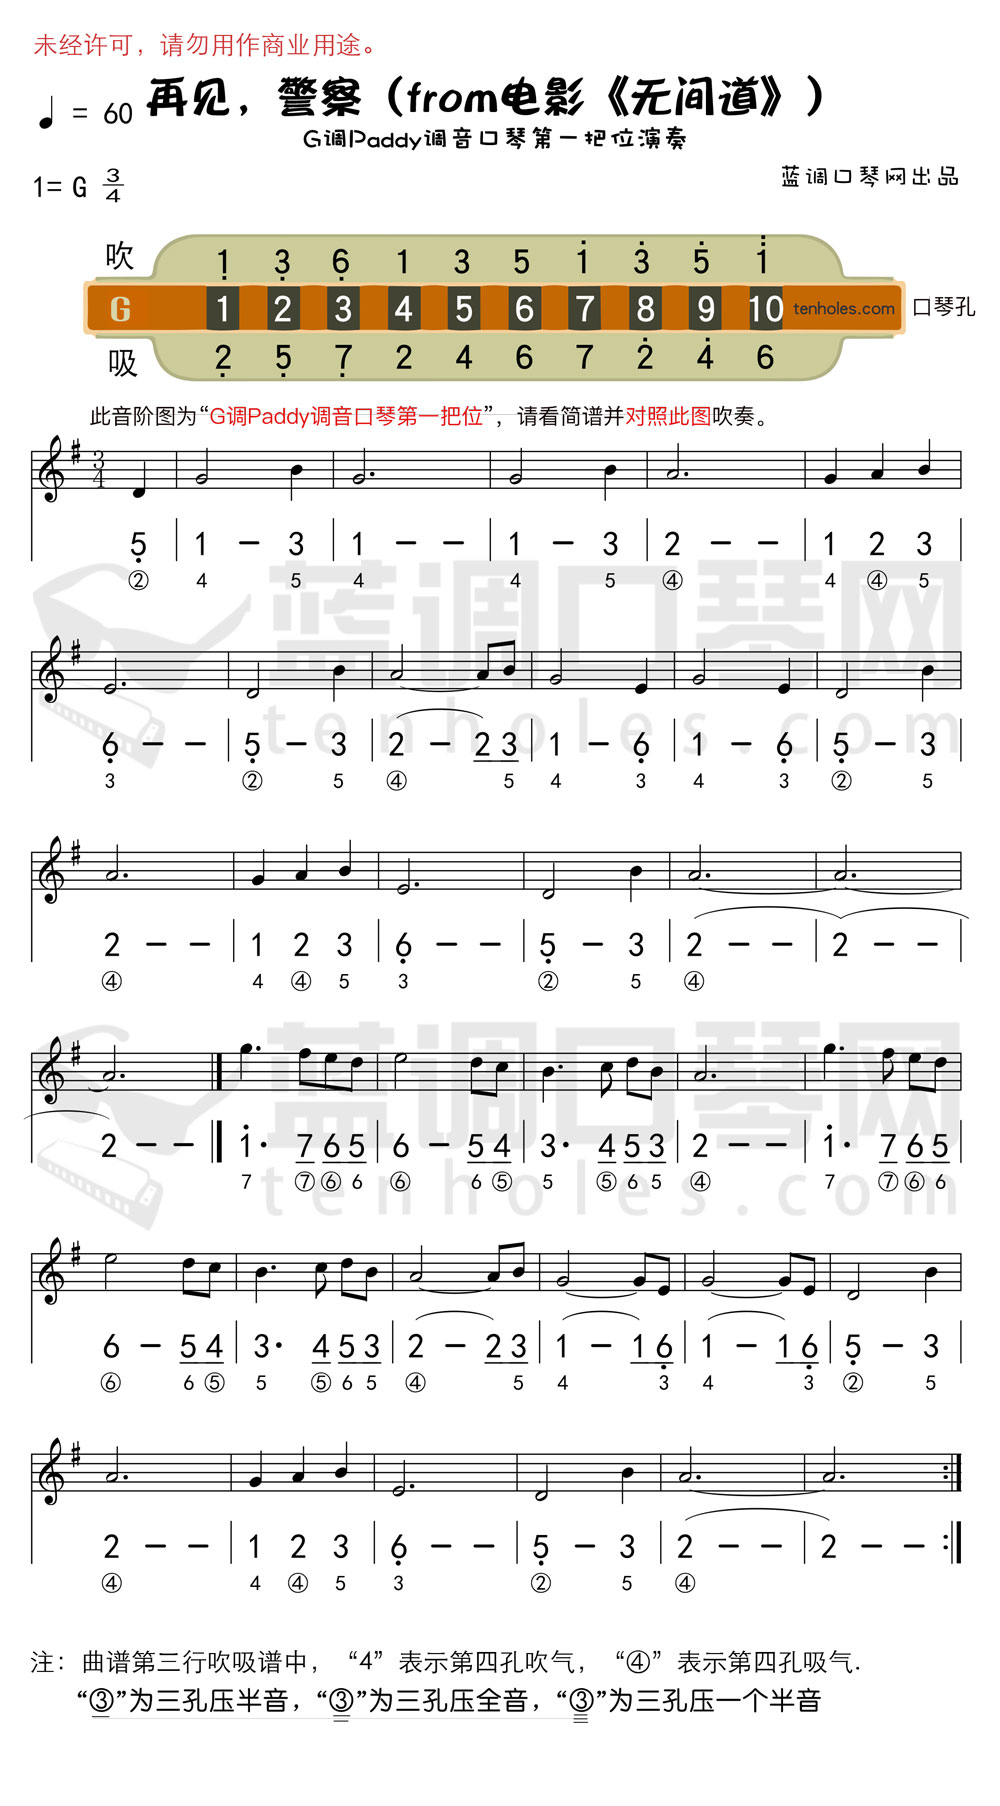 未经许可，请勿用作商业用途。
再见，警察（from电影《无间道》）
♩ = 60
G调Paddy调音口琴第一把位演奏
1= G 3/4
蓝调口琴网出品
吹 1̣ 3̣ 6̣ 1 3 5 1̇ 3̇ 5̇ 1̈
G 1 2 3 4 5 6 7 8 9 10 tenholes.com 口琴孔
吸 2̣ 5̣ 7̣ 2 4 6 7 2̇ 4̇ 6
此音阶图为“G调Paddy调音口琴第一把位”，请看简谱并对照此图吹奏。
3/4
5̣ | 1 – 3 | 1 – – | 1 – 3 | 2 – – | 1 2 3 |
② 4 5 4 4 5 ④ 4 ④ 5
蓝调口琴网
tenholes.com
6̣ – – | 5̣ – 3 | 2 – 2 3 | 1 – 6̣ | 1 – 6̣ | 5̣ – 3 |
3 ② 5 ④ 5 4 3 4 3 ② 5
2 – – | 1 2 3 | 6̣ – – | 5̣ – 3 | 2 – – | 2 – – |
④ 4 ④ 5 3 ② 5 ④
蓝调口琴网
2 – – | 1̇· 7 6 5 | 6 – 5 4 | 3· 4 5 3 | 2 – – | 1̇· 7 6 5 |
7 ⑦ ⑥ 6 ⑥ 6 ⑤ 5 ⑤ 6 5 ④ 7 ⑦ ⑥ 6
tenholes.com
6 – 5 4 | 3· 4 5 3 | 2 – 2 3 | 1 – 1 6̣ | 1 – 1 6̣ | 5̣ – 3 |
⑥ 6 ⑤ 5 ⑤ 6 5 ④ 5 4 3 4 3 ② 5
2 – – | 1 2 3 | 6̣ – – | 5̣ – 3 | 2 – – | 2 – – :|
④ 4 ④ 5 3 ② 5 ④
注：曲谱第三行吹吸谱中，“4”表示第四孔吹气，“④”表示第四孔吸气.
“③”为三孔压半音，“③”为三孔压全音，“③”为三孔压一个半音